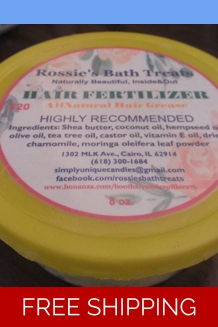 Rossie's Bath Treats
Naturally Beautiful, Inside&Out
HAIR FERTILIZER
$20
All Natural Hair Grease
HIGHLY RECOMMENDED
Ingredients: Shea butter, coconut oil, hempseed
olive oil, tea tree oil, castor oil, vitamin E oil, dried
chamomile, moringa oleifera leaf powder
1302 MLK Ave., Cairo, IL 62914
(618) 300-1684
simplyuniquecandles@gmail.com
facebook.com/rossiesbathtreats
8 oz
FREE SHIPPING